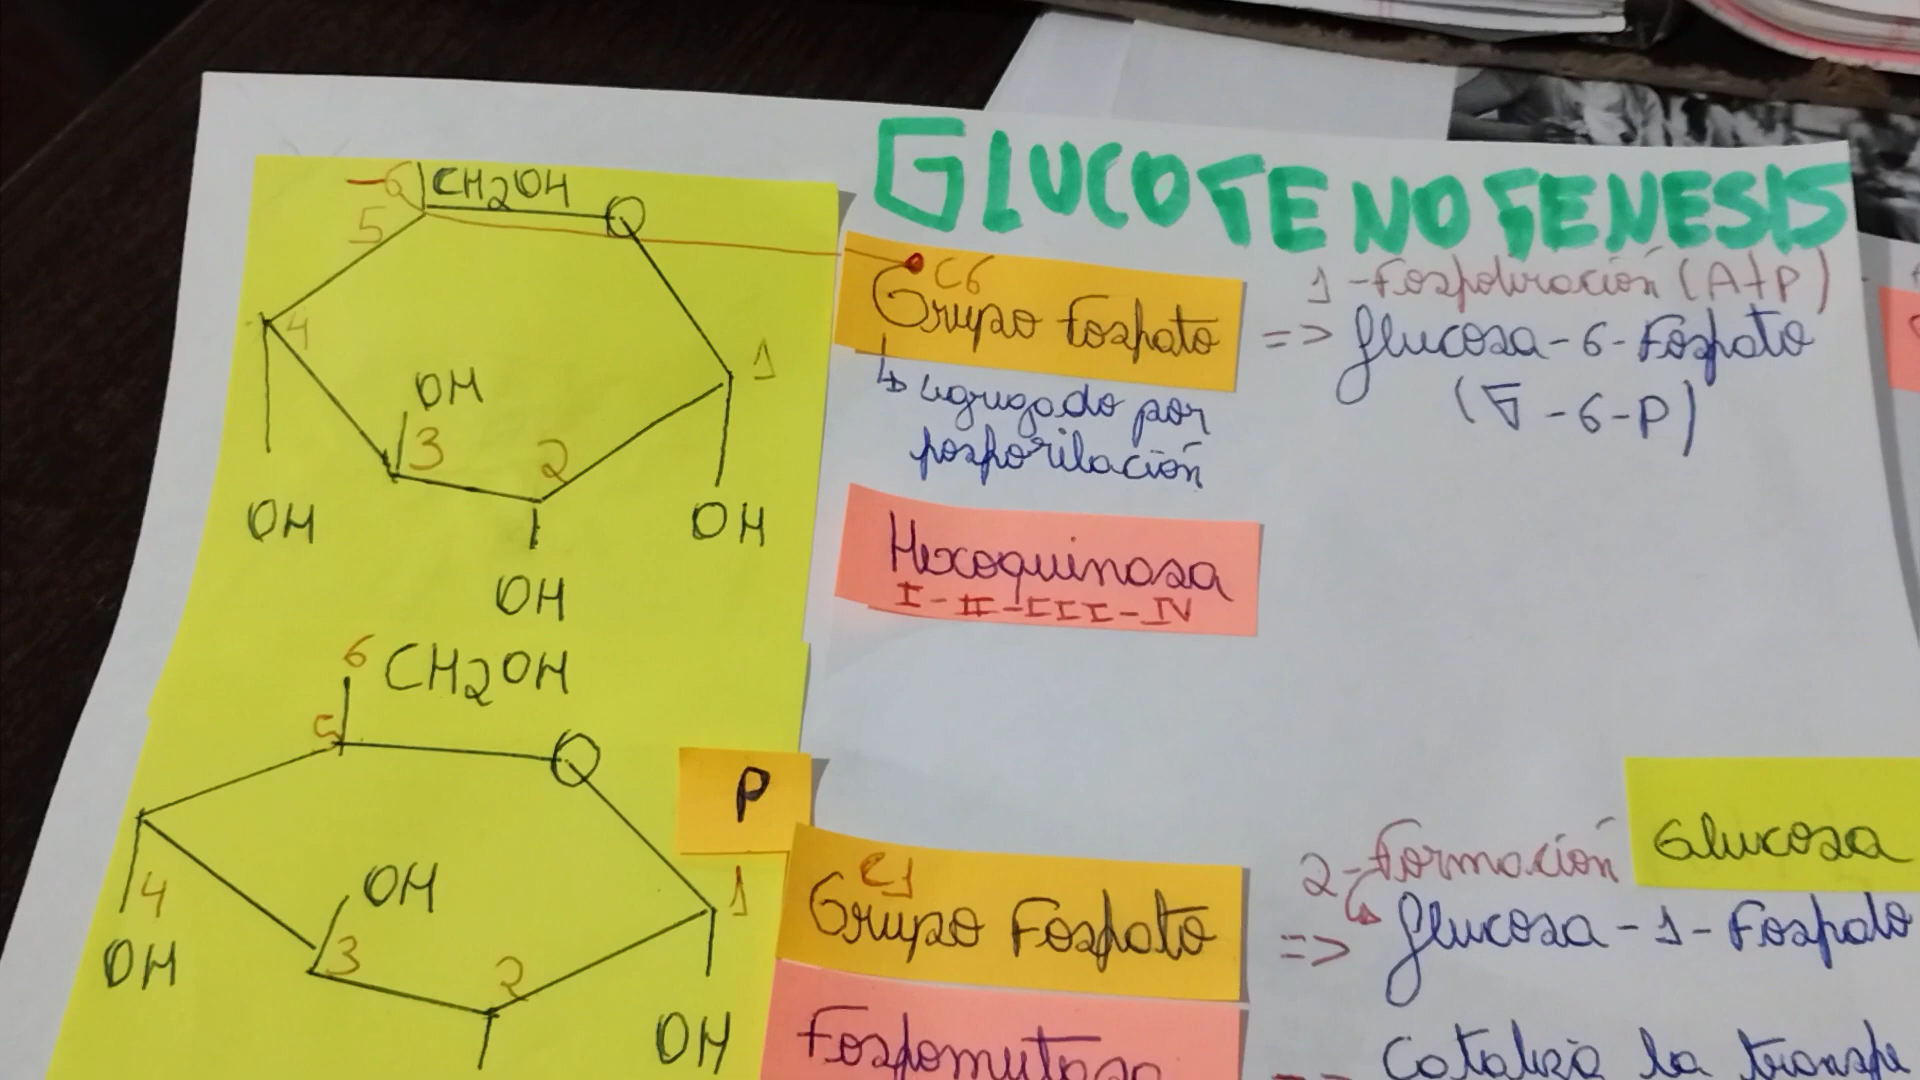 GLUCOGENOGENESIS
6 CH2OH
5
4
OH
3
2
1
OH
OH
OH
C6
Grupo fosfato
↳ agregado por
fosforilación
1-Fosforilación (ATP)
=> Glucosa-6-Fosfato
(G-6-P)
Hexoquinasa
I-II-III-IV
6 CH2OH
5
P
4
OH
OH
3
2
1
OH
C1
Grupo Fosfato
2-Formación
Glucosa
=> Glucosa-1-Fosfato
Fosfomutasa
Cataliza la transfe